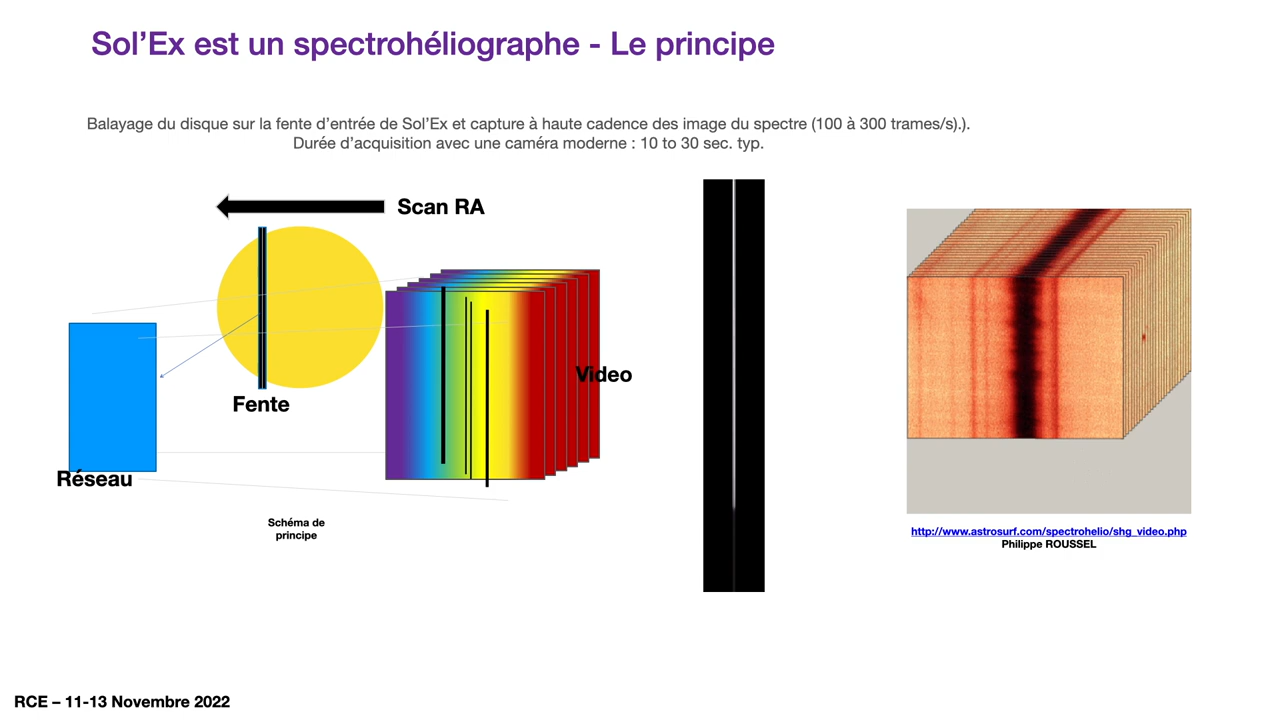 Sol’Ex est un spectrohéliographe - Le principe
Balayage du disque sur la fente d’entrée de Sol’Ex et capture à haute cadence des image du spectre (100 à 300 trames/s).).
Durée d’acquisition avec une caméra moderne : 10 to 30 sec. typ.
Scan RA
Video
Fente
Réseau
Schéma de
principe
http://www.astrosurf.com/spectrohelio/shg_video.php
Philippe ROUSSEL
RCE – 11-13 Novembre 2022